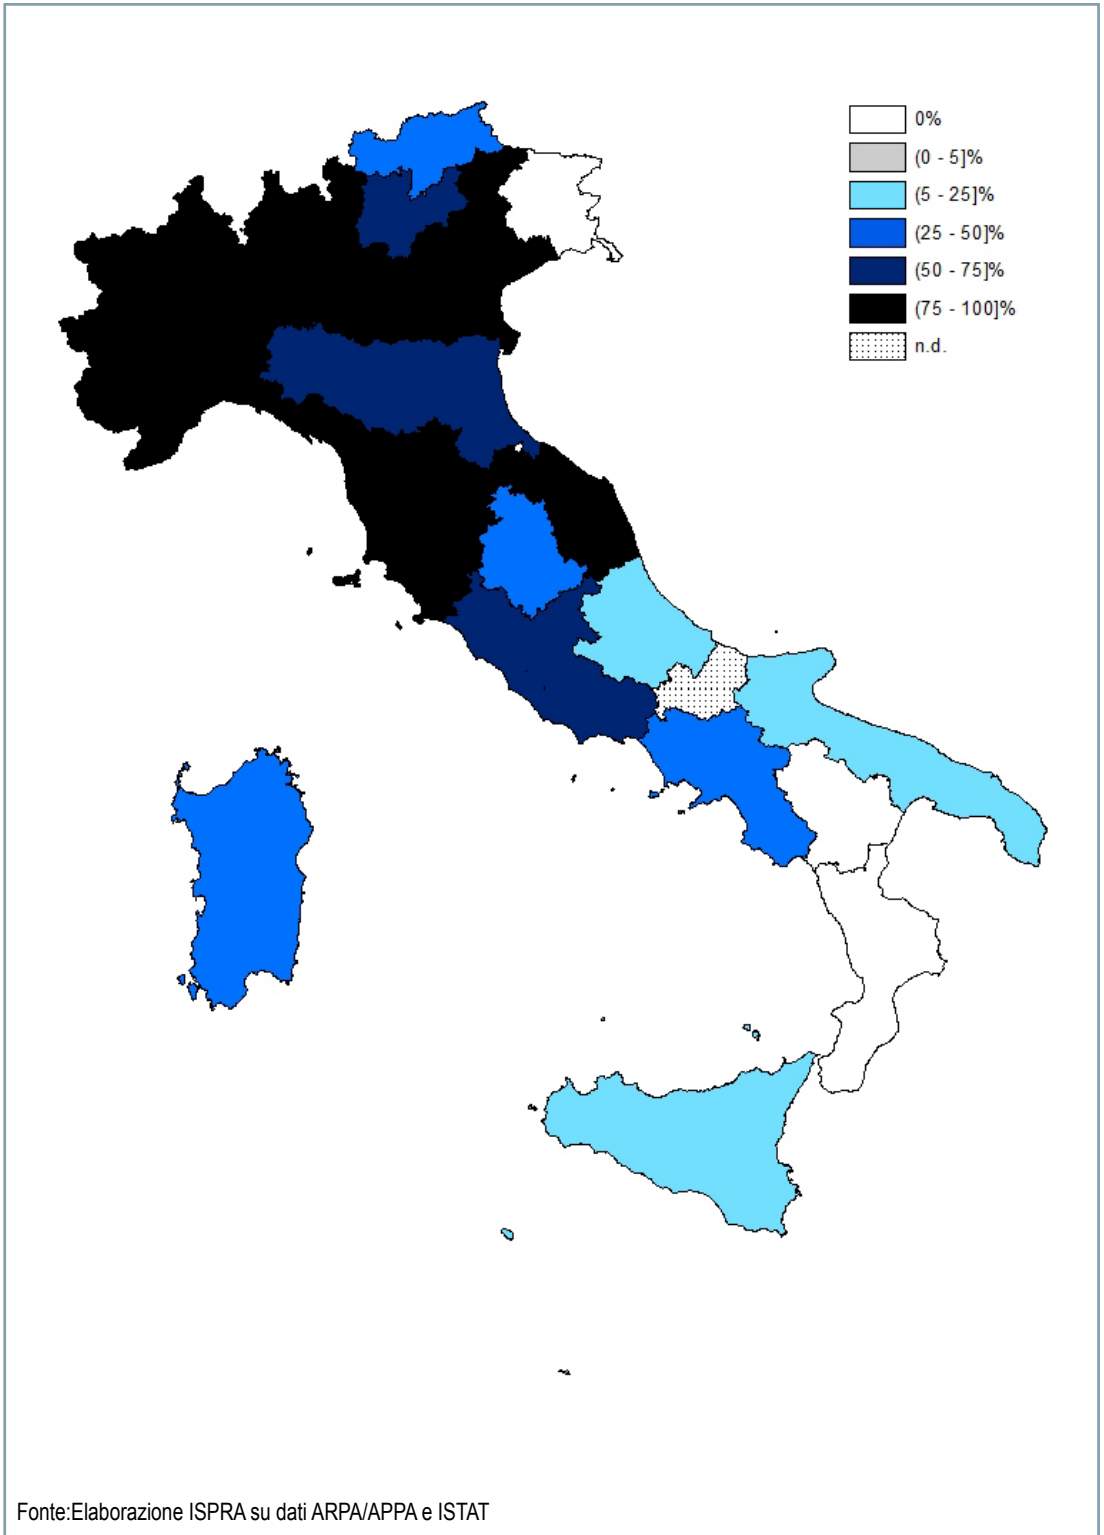 0%
(0 - 5]%
(5 - 25]%
(25 - 50]%
(50 - 75]%
(75 - 100]%
n.d.
Fonte:Elaborazione ISPRA su dati ARPA/APPA e ISTAT